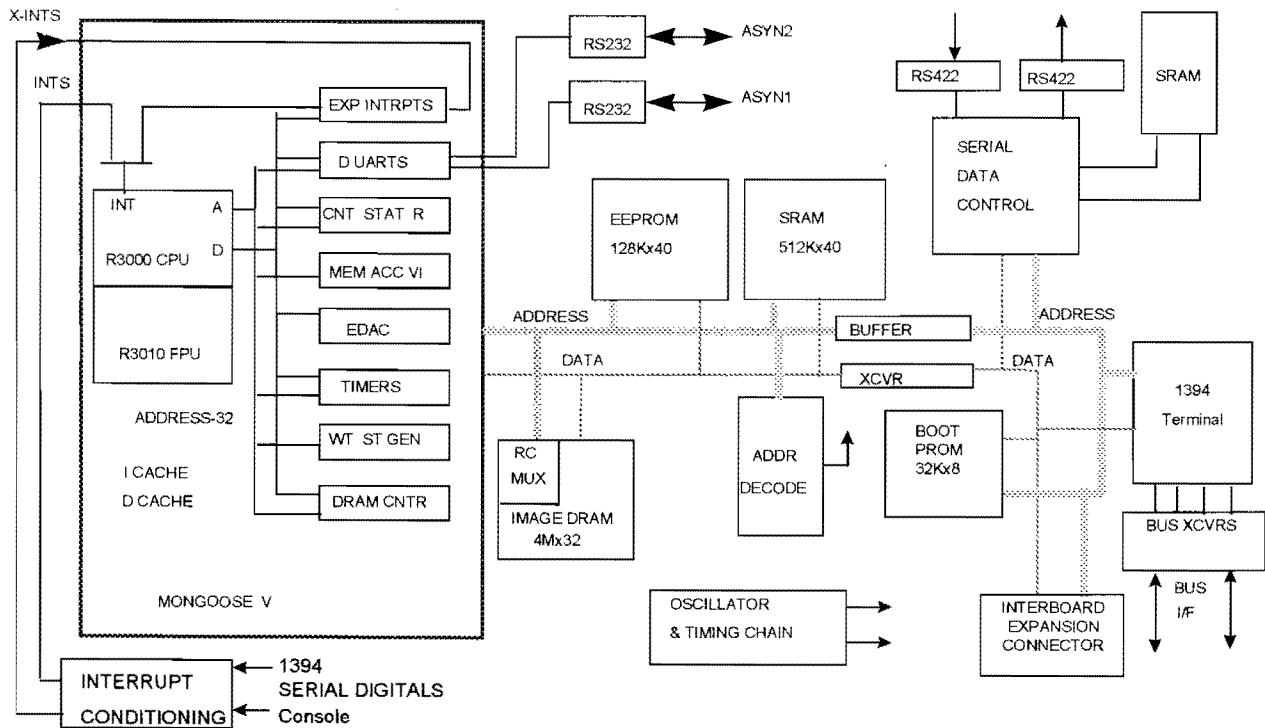 X-INTS
INTS
EXP INTRPTS
D UARTS
CNT STAT R
MEM ACC VI
EDAC
TIMERS
WT ST GEN
DRAM CNTR
INT
A
D
R3000 CPU
R3010 FPU
ADDRESS-32
I CACHE
D CACHE
MONGOOSE V
INTERRUPT
CONDITIONING
1394
SERIAL DIGITALS
Console
RS232
ASYN2
RS232
ASYN1
EEPROM
128Kx40
SRAM
512Kx40
ADDRESS
DATA
BUFFER
XCVR
RC
MUX
IMAGE DRAM
4Mx32
ADDR
DECODE
OSCILLATOR
& TIMING CHAIN
RS422
RS422
SRAM
SERIAL
DATA
CONTROL
ADDRESS
DATA
BOOT
PROM
32Kx8
1394
Terminal
BUS XCVRS
BUS
I/F
INTERBOARD
EXPANSION
CONNECTOR